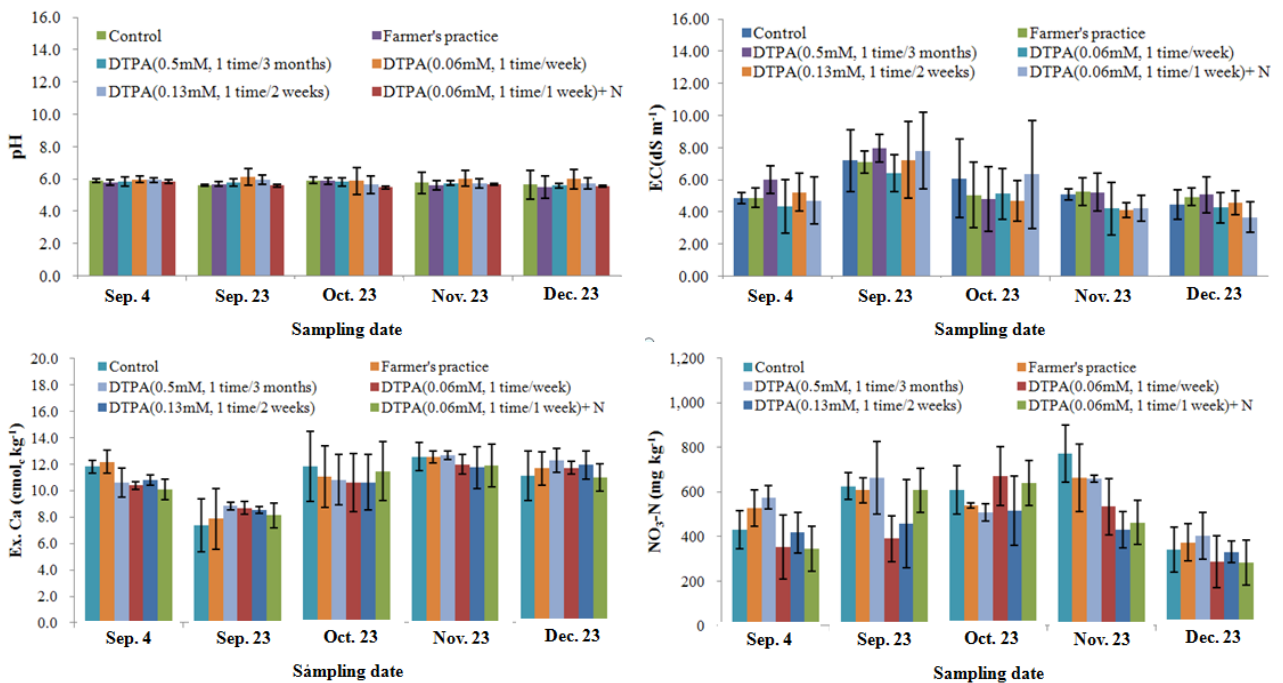 16.0
14.0
12.0
10.0
8.0
6.0
4.0
2.0
0.0
pH
Control
Farmer's practice
DTPA(0.5mM, 1 time/3 months)
DTPA(0.06mM, 1 time/week)
DTPA(0.13mM, 1 time/2 weeks)
DTPA(0.06mM, 1 time/1 week)+ N
Sep. 4 Sep. 23 Oct. 23 Nov. 23 Dec. 23
Sampling date
16.00
14.00
12.00
10.00
8.00
6.00
4.00
2.00
0.00
EC(dS m-1)
Control
Farmer's practice
DTPA(0.5mM, 1 time/3 months)
DTPA(0.06mM, 1 time/week)
DTPA(0.13mM, 1 time/2 weeks)
DTPA(0.06mM, 1 time/1 week)+ N
Sep. 4 Sep. 23 Oct. 23 Nov. 23 Dec. 23
Sampling date
20.0
18.0
16.0
14.0
12.0
10.0
8.0
6.0
4.0
2.0
0.0
Ex. Ca (cmol kg-1)
Control
Farmer's practice
DTPA(0.5mM, 1 time/3 months)
DTPA(0.06mM, 1 time/week)
DTPA(0.13mM, 1 time/2 weeks)
DTPA(0.06mM, 1 time/1 week)+ N
Sep. 4 Sep. 23 Oct. 23 Nov. 23 Dec. 23
Sampling date
1,200
1,000
800
600
400
200
0
NO3-N (mg kg-1)
Control
Farmer's practice
DTPA(0.5mM, 1 time/3 months)
DTPA(0.06mM, 1 time/week)
DTPA(0.13mM, 1 time/2 weeks)
DTPA(0.06mM, 1 time/1 week)+ N
Sep. 4 Sep. 23 Oct. 23 Nov. 23 Dec. 23
Sampling date